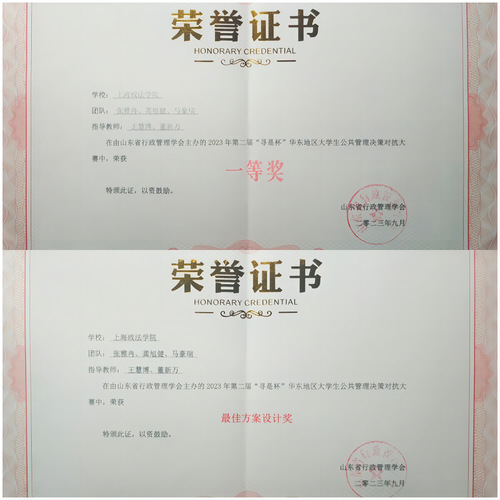 荣誉证书
HONORARY CREDENTIAL
学校：上海政法学院
团队：张雅冉、龚旭健、马豪瑞
指导教师：王慧博、董新万
在由山东省行政管理学会主办的2023年第二届“寻是杯”华东地区大学生公共管理决策对抗大
赛中，荣获
一等奖
特颁此证，以资鼓励。
山东省行政管理学会
二零二三年九月
荣誉证书
HONORARY CREDENTIAL
学校：上海政法学院
团队：张雅冉、龚旭健、马豪瑞
指导教师：王慧博、董新万
在由山东省行政管理学会主办的2023年第二届“寻是杯”华东地区大学生公共管理决策对抗大
赛中，荣获
最佳方案设计奖
特颁此证，以资鼓励。
山东省行政管理学会
二零二三年九月